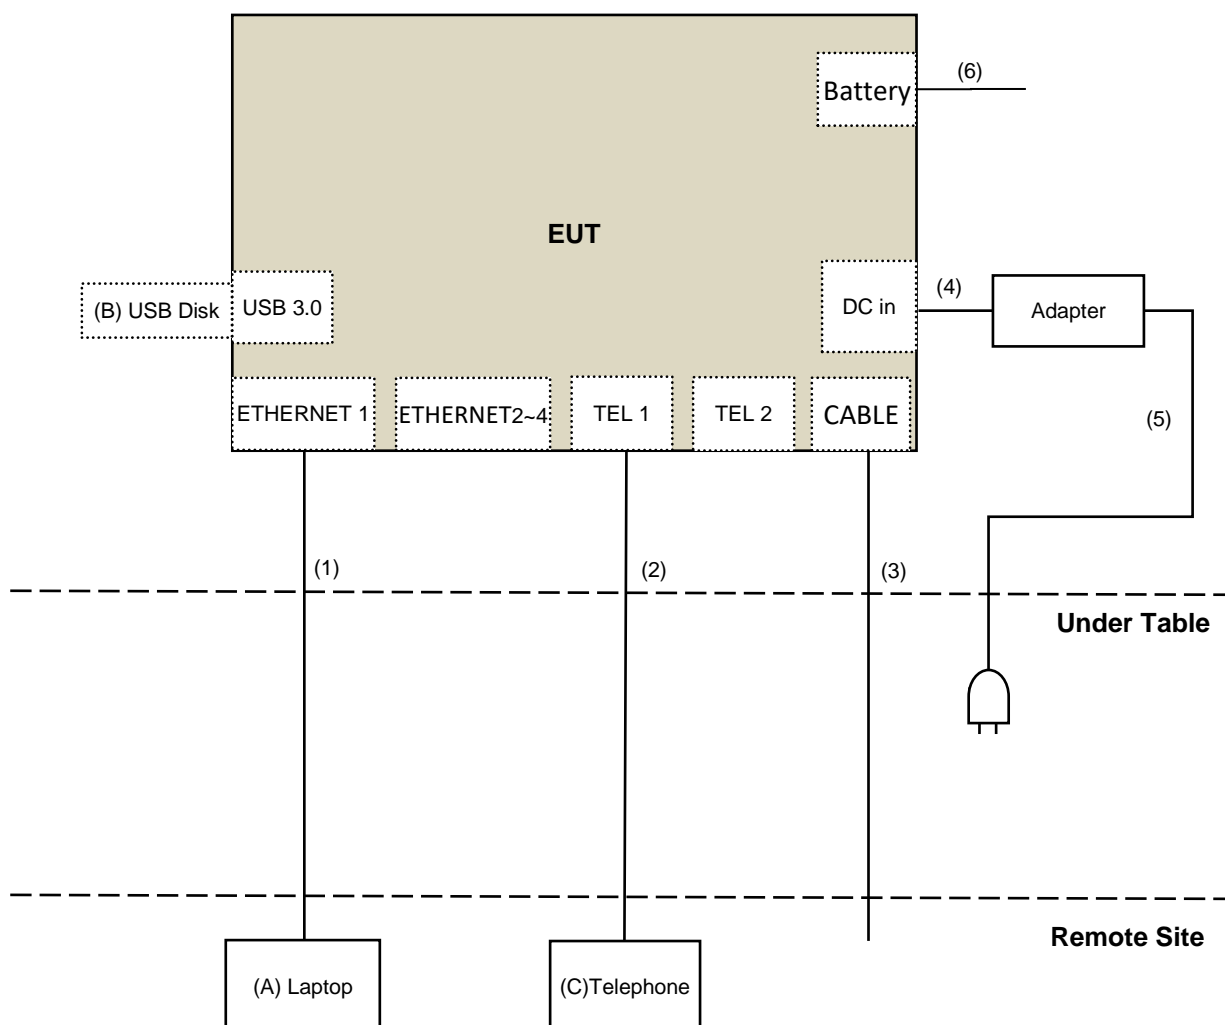 (6)
Battery
EUT
(B) USB Disk
USB 3.0
DC in
(4)
Adapter
ETHERNET 1
ETHERNET2~4
TEL 1
TEL 2
CABLE
(5)
(1)
(2)
(3)
Under Table
Remote Site
(A) Laptop
(C)Telephone